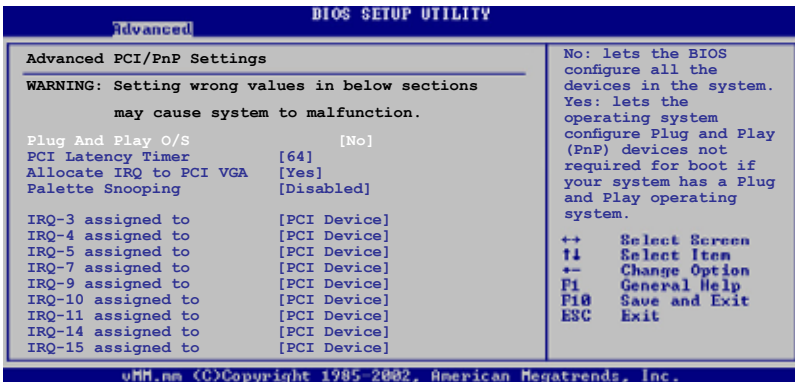 BIOS SETUP UTILITY
Advanced
Advanced PCI/PnP Settings
WARNING: Setting wrong values in below sections
may cause system to malfunction.
Plug And Play O/S [No]
PCI Latency Timer [64]
Allocate IRQ to PCI VGA [Yes]
Palette Snooping [Disabled]
IRQ-3 assigned to [PCI Device]
IRQ-4 assigned to [PCI Device]
IRQ-5 assigned to [PCI Device]
IRQ-7 assigned to [PCI Device]
IRQ-9 assigned to [PCI Device]
IRQ-10 assigned to [PCI Device]
IRQ-11 assigned to [PCI Device]
IRQ-14 assigned to [PCI Device]
IRQ-15 assigned to [PCI Device]
No: lets the BIOS
configure all the
devices in the system.
Yes: lets the
operating system
configure Plug and Play
(PnP) devices not
required for boot if
your system has a Plug
and Play operating
system.
↔ Select Screen
↑↓ Select Item
+- Change Option
F1 General Help
F10 Save and Exit
ESC Exit
vMM.mm (C)Copyright 1985-2002, American Megatrends, Inc.